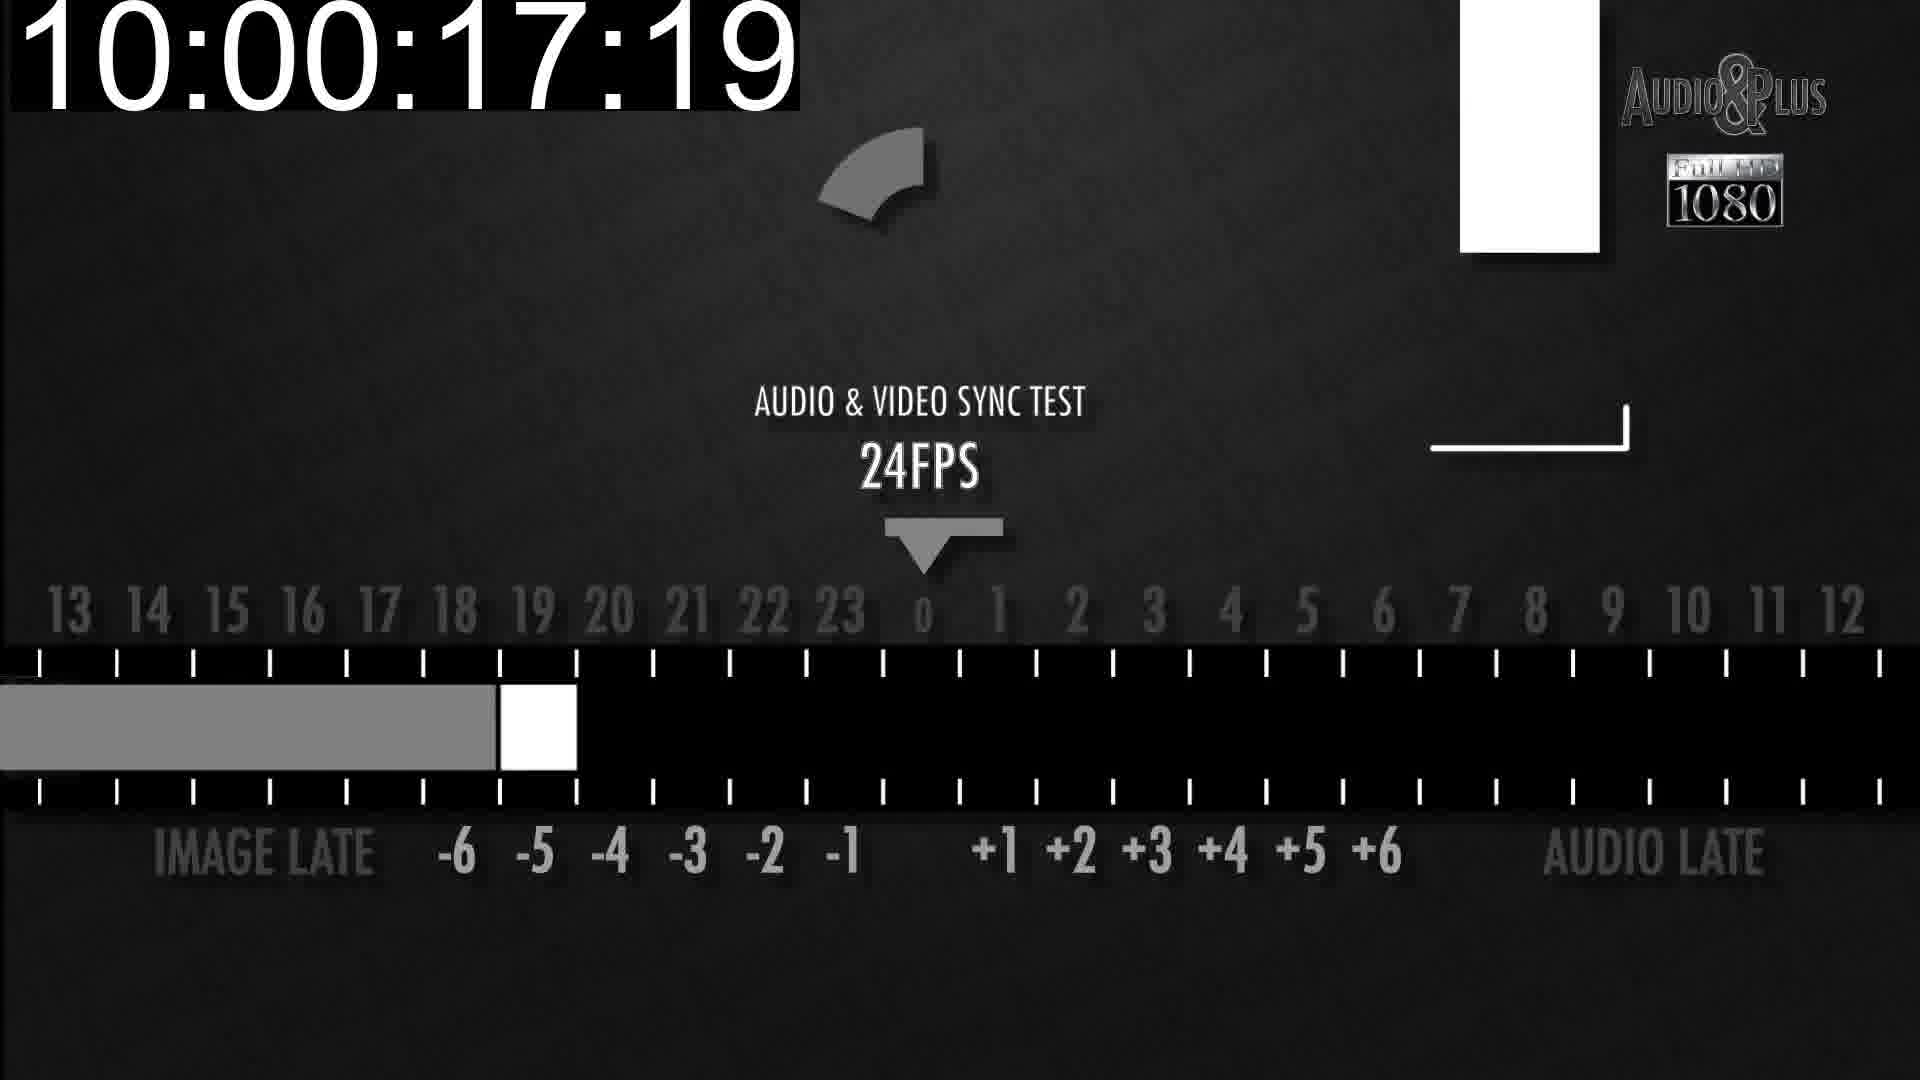 10:00:17:19
AUDIO&PLUS
Full HD
1080
AUDIO & VIDEO SYNC TEST
24FPS
13 14 15 16 17 18 19 20 21 22 23 0 1 2 3 4 5 6 7 8 9 10 11 12
IMAGE LATE -6 -5 -4 -3 -2 -1 +1 +2 +3 +4 +5 +6 AUDIO LATE